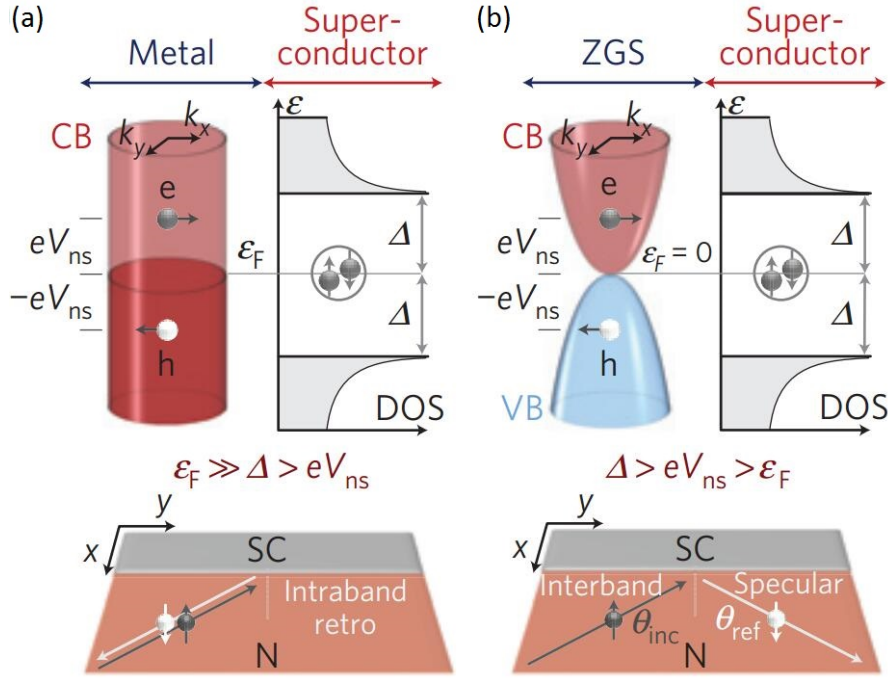 (a)
Metal
Super-
conductor
CB
k_x
k_y
ε
e
eV_ns
Δ
ε_F
−eV_ns
Δ
h
DOS
ε_F ≫ Δ > eV_ns
y
x
SC
Intraband
retro
N
(b)
ZGS
Super-
conductor
CB
k_x
k_y
ε
e
eV_ns
Δ
ε_F = 0
−eV_ns
Δ
h
VB
DOS
Δ > eV_ns > ε_F
y
x
SC
Interband
Specular
θ_inc
θ_ref
N